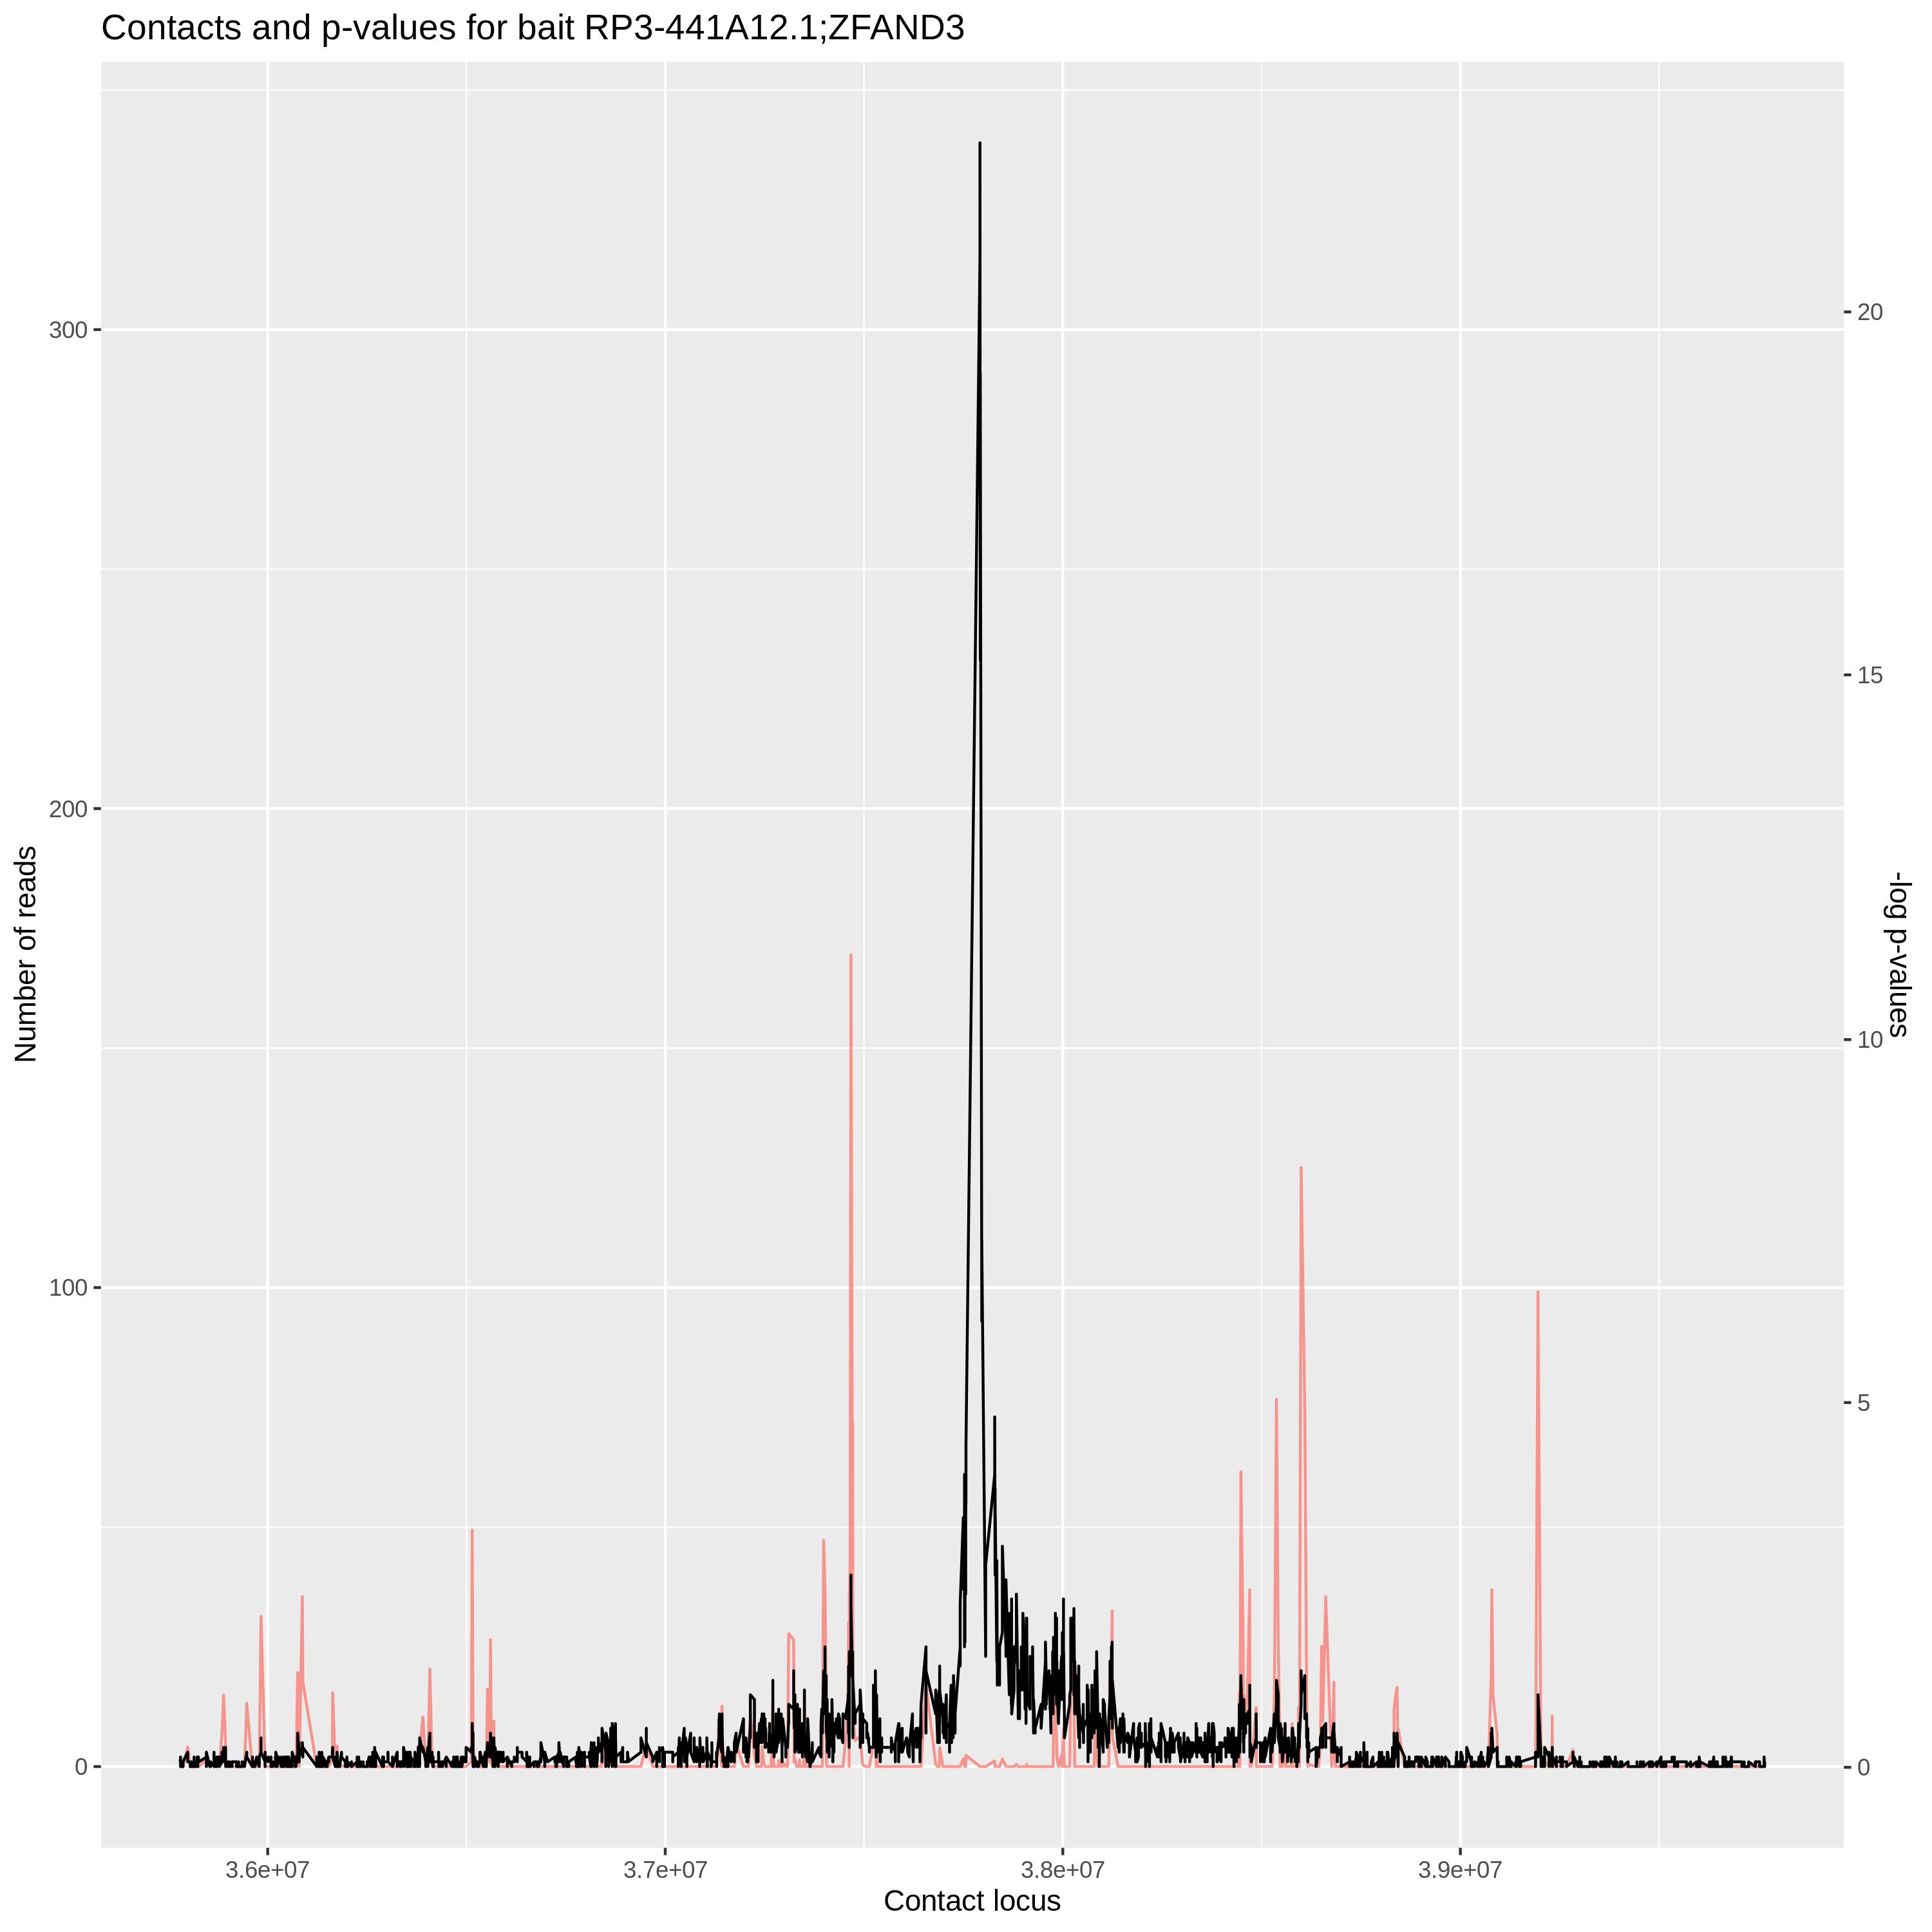 Contacts and p-values for bait RP3-441A12.1;ZFAND3
300
200
100
0
Number of reads
20
15
10
5
0
-log p-values
3.6e+07
3.7e+07
3.8e+07
3.9e+07
Contact locus